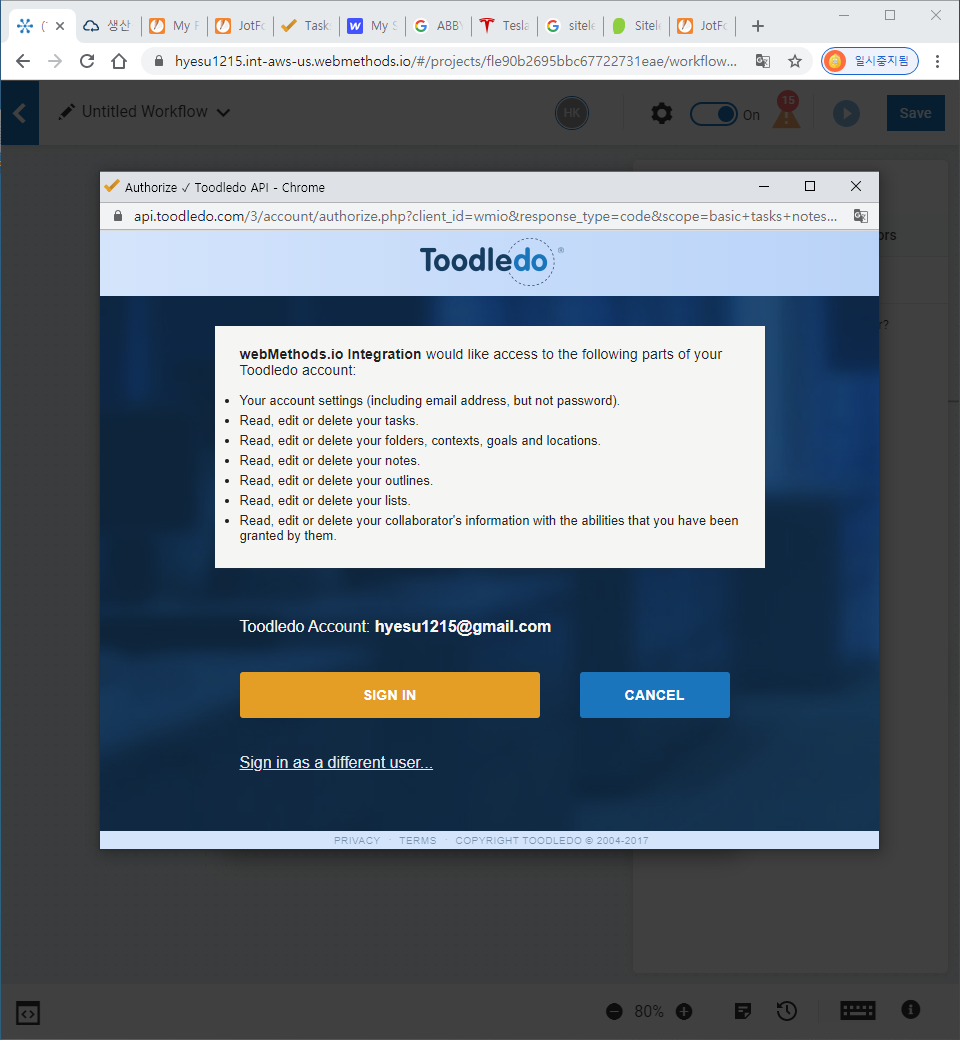 (
생산
My F
JotFo
Task
My S
ABBY
Tesla
sitele
Sitele
JotFo
hyesu1215.int-aws-us.webmethods.io/#/projects/fle90b2695bbc67722731eae/workflow...
일시중지됨
Untitled Workflow
HK
On
15
Save
Authorize ✓ Toodledo API - Chrome
api.toodledo.com/3/account/authorize.php?client_id=wmio&response_type=code&scope=basic+tasks+notes...
Toodledo ®
ors
r?
webMethods.io Integration would like access to the following parts of your
Toodledo account:
• Your account settings (including email address, but not password).
• Read, edit or delete your tasks.
• Read, edit or delete your folders, contexts, goals and locations.
• Read, edit or delete your notes.
• Read, edit or delete your outlines.
• Read, edit or delete your lists.
• Read, edit or delete your collaborator's information with the abilities that you have been
granted by them.
Toodledo Account: hyesu1215@gmail.com
SIGN IN
CANCEL
Sign in as a different user...
PRIVACY · TERMS · COPYRIGHT TOODLEDO © 2004-2017
80%